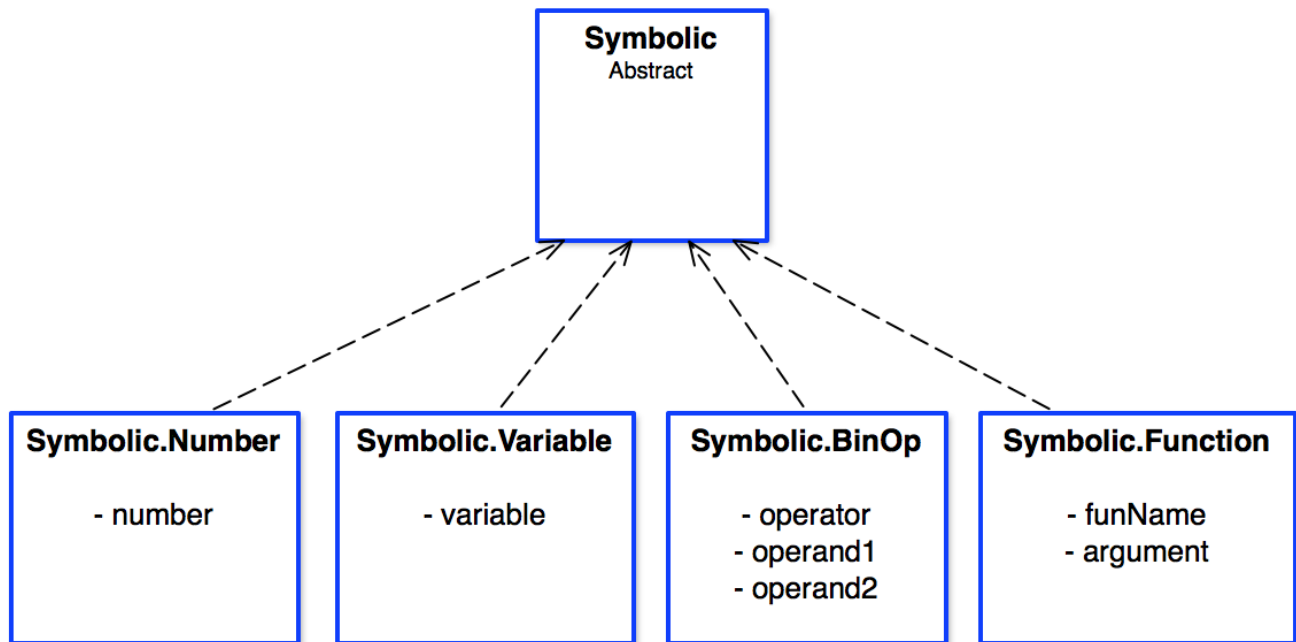 Symbolic
Abstract
Symbolic.Number
- number
Symbolic.Variable
- variable
Symbolic.BinOp
- operator
- operand1
- operand2
Symbolic.Function
- funName
- argument